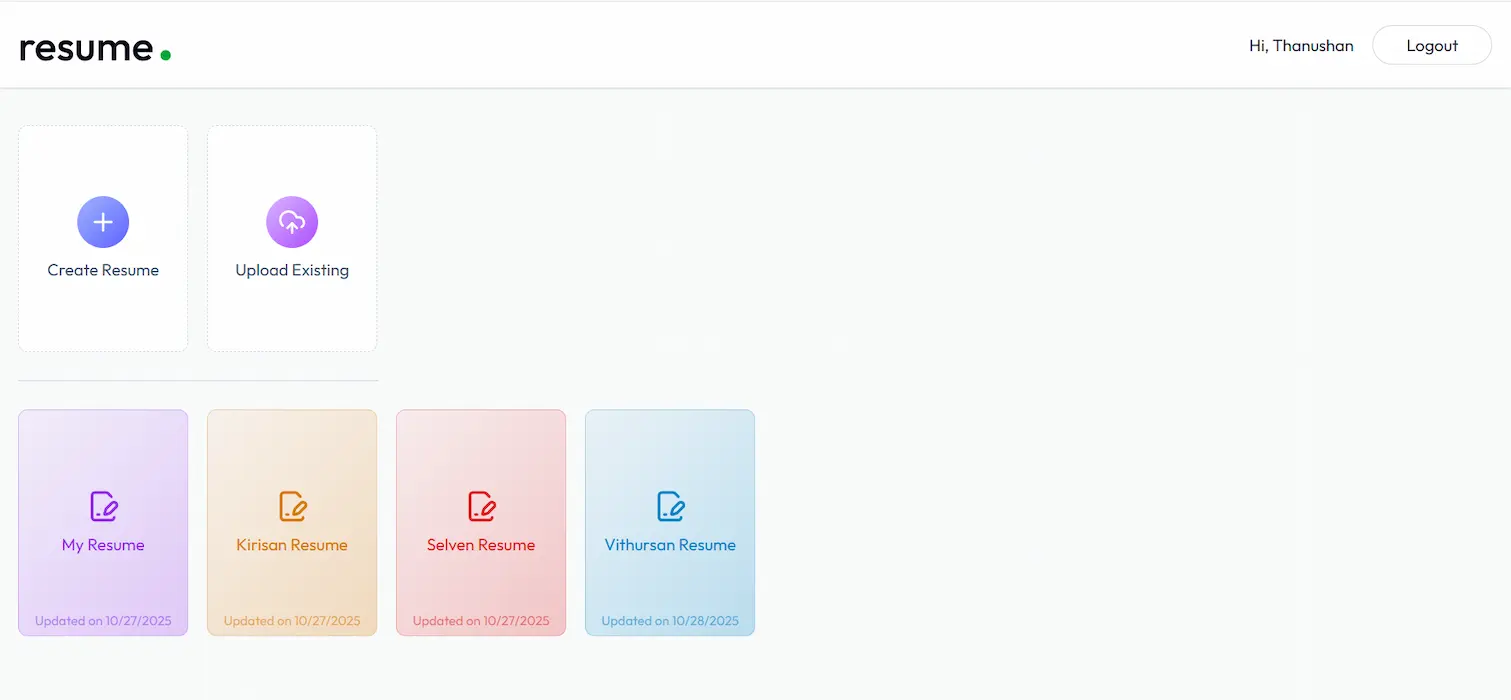 resume.
Hi, Thanushan
Logout
Create Resume
Upload Existing
My Resume
Updated on 10/27/2025
Kirisan Resume
Updated on 10/27/2025
Selven Resume
Updated on 10/27/2025
Vithursan Resume
Updated on 10/28/2025